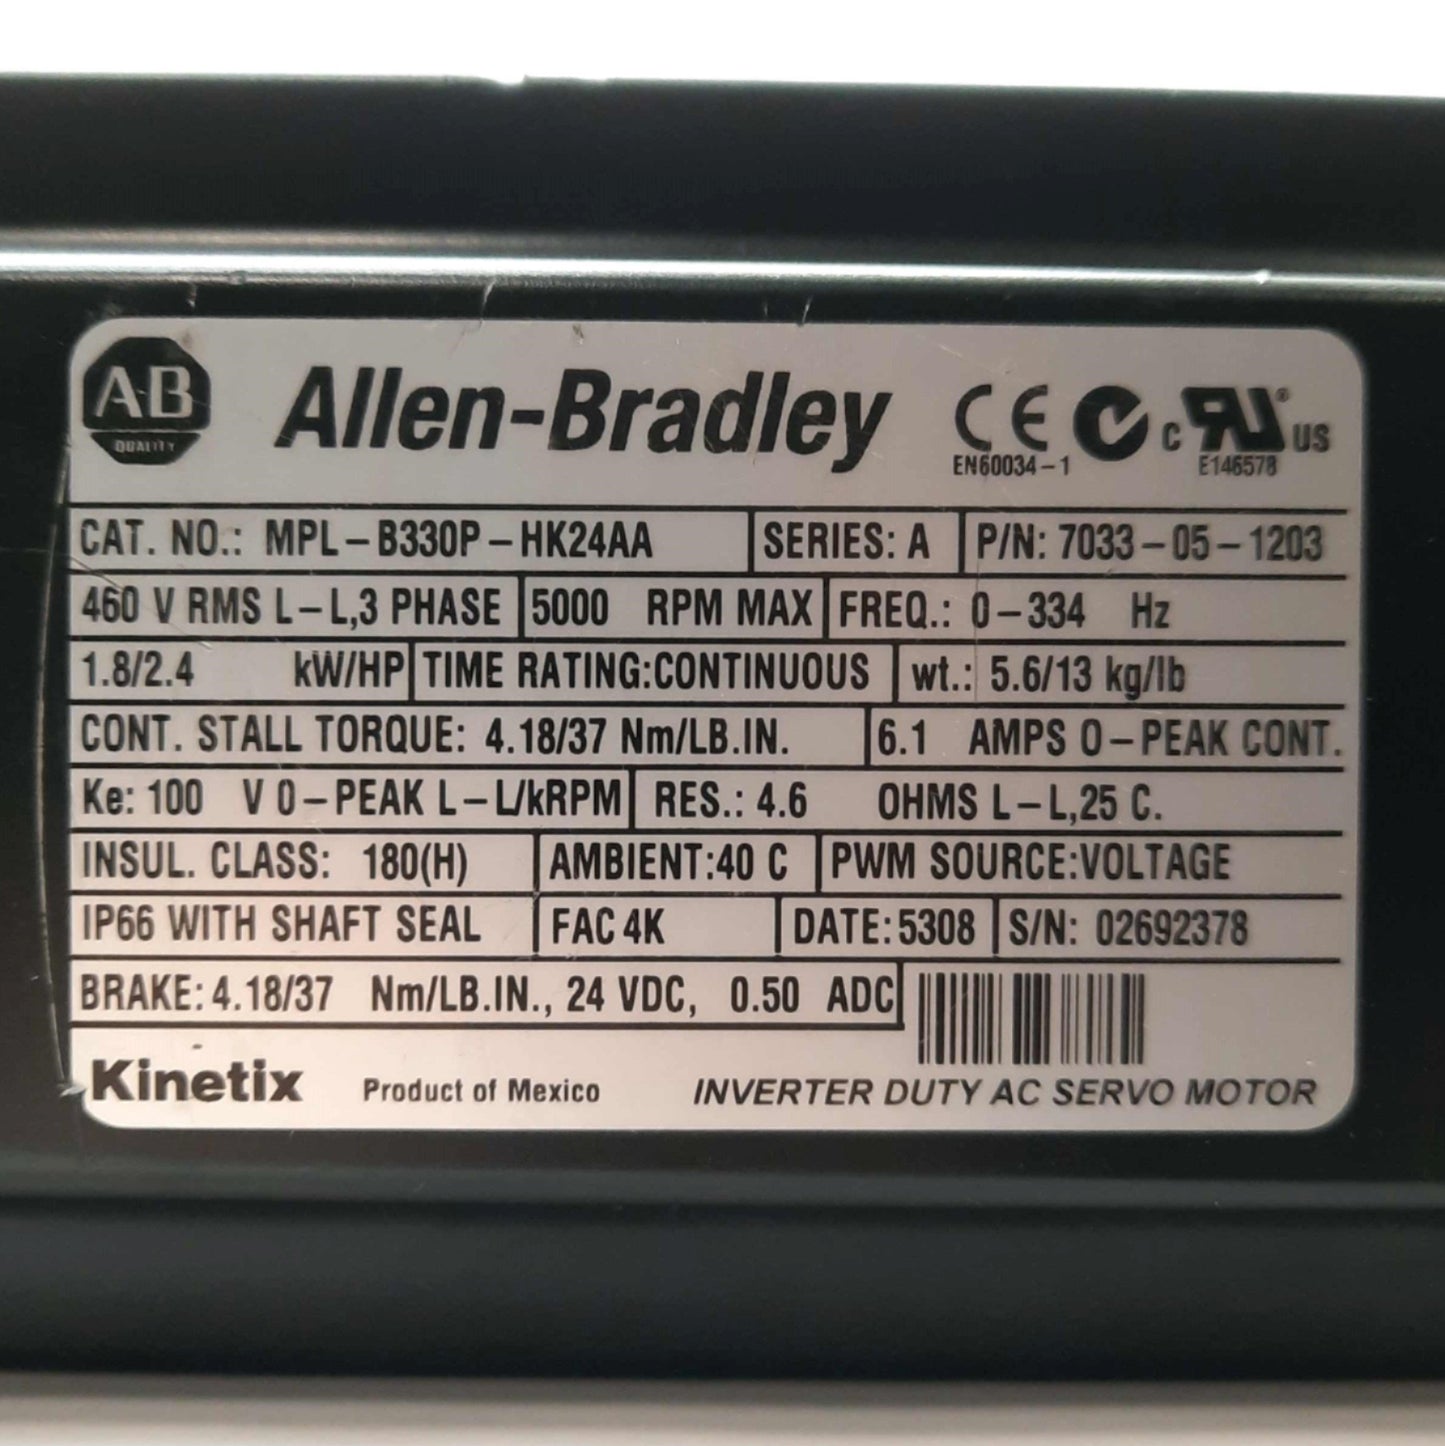 A-B Allen-Bradley CE C RU® US
QUALITY EN60034-1 E146578
CAT. NO.: MPL-B330P-HK24AA SERIES: A P/N: 7033-05-1203
460 V RMS L-L,3 PHASE 5000 RPM MAX FREQ.: 0-334 Hz
1.8/2.4 kW/HP TIME RATING:CONTINUOUS wt.: 5.6/13 kg/lb
CONT. STALL TORQUE: 4.18/37 Nm/LB.IN. 6.1 AMPS 0-PEAK CONT.
Ke: 100 V 0-PEAK L-L/kRPM RES.: 4.6 OHMS L-L,25 C.
INSUL. CLASS: 180(H) AMBIENT:40 C PWM SOURCE:VOLTAGE
IP66 WITH SHAFT SEAL FAC 4K DATE: 5308 S/N: 02692378
BRAKE: 4.18/37 Nm/LB.IN., 24 VDC, 0.50 ADC
Kinetix Product of Mexico INVERTER DUTY AC SERVO MOTOR